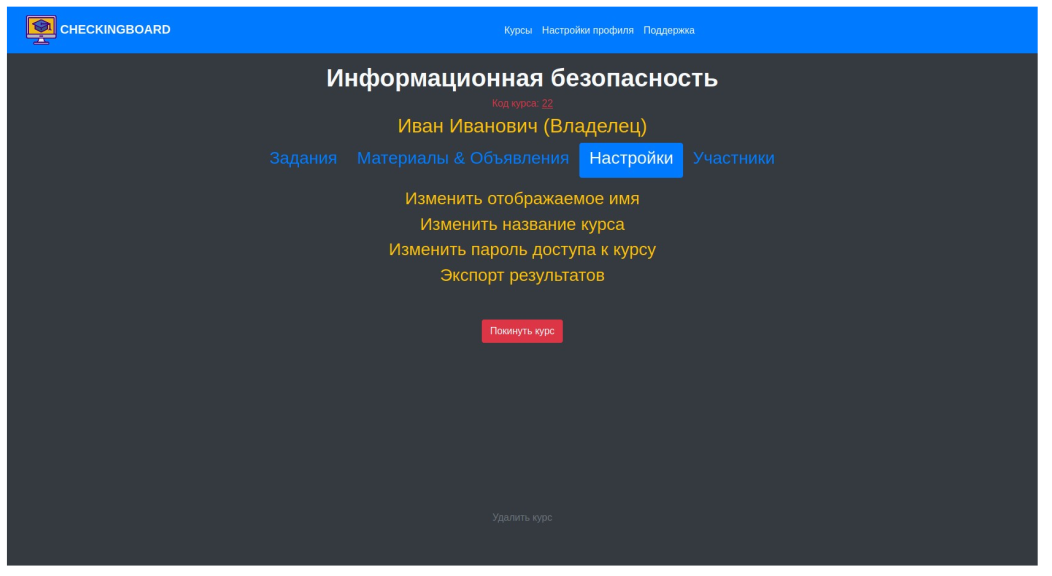 CHECKINGBOARD
Курсы Настройки профиля Поддержка
Информационная безопасность
Код курса: 22
Иван Иванович (Владелец)
Задания Материалы & Объявления Настройки Участники
Изменить отображаемое имя
Изменить название курса
Изменить пароль доступа к курсу
Экспорт результатов
Покинуть курс
Удалить курс